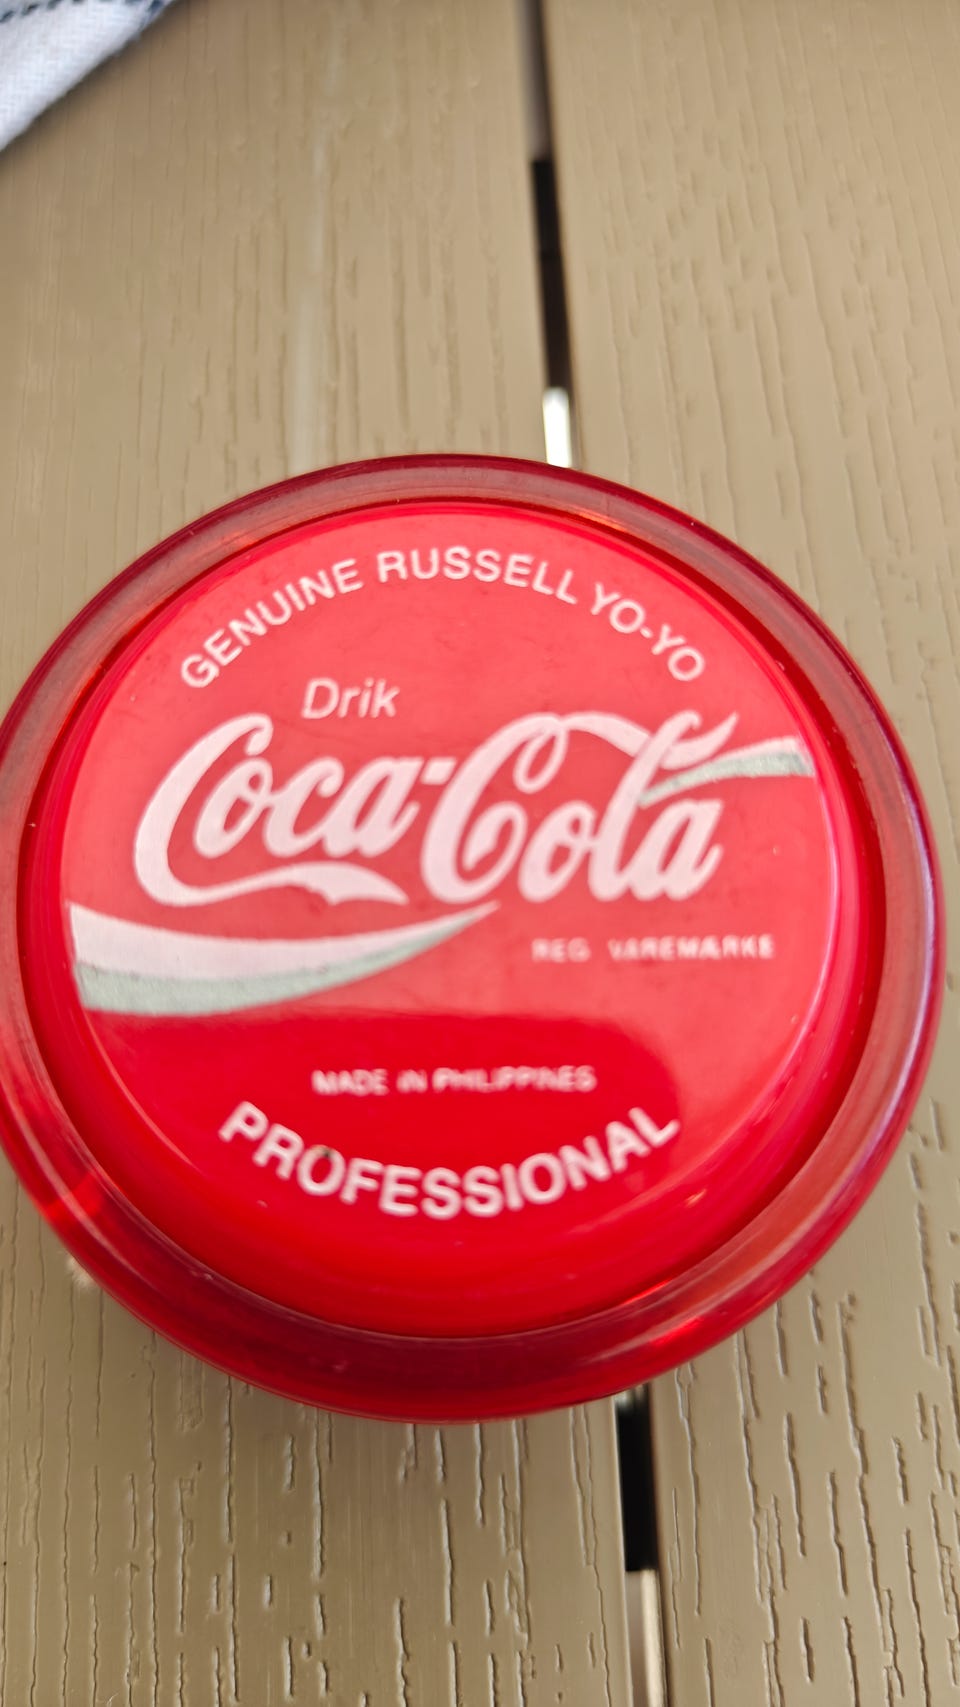 GENUINE RUSSELL YO-YO
Drik
Coca-Cola
REG. VAREMÆRKE
MADE IN PHILIPPINES
PROFESSIONAL